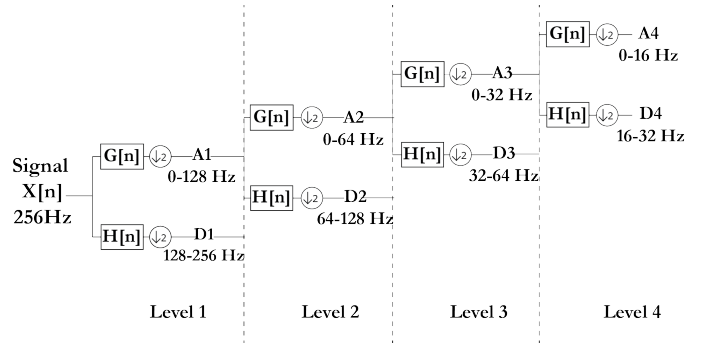 G[n] ↓2 A4
0-16 Hz
G[n] ↓2 A3
0-32 Hz
H[n] ↓2 D4
16-32 Hz
G[n] ↓2 A2
0-64 Hz
H[n] ↓2 D3
32-64 Hz
G[n] ↓2 A1
0-128 Hz
Signal
X[n]
256Hz
H[n] ↓2 D2
64-128 Hz
H[n] ↓2 D1
128-256 Hz
Level 1 Level 2 Level 3 Level 4